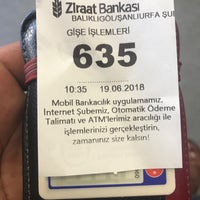 Ziraat Bankası
BALIKLIGÖL/ŞANLIURFA ŞU
GİŞE İŞLEMLERİ
635
10:35 19.06.2018
Mobil Bankacılık uygulamamız,
İnternet Şubemiz, Otomatik Ödeme
Talimatı ve ATM'lerimiz aracılığı ile
işlemlerinizi gerçekleştirin,
zamanınız size kalsın!